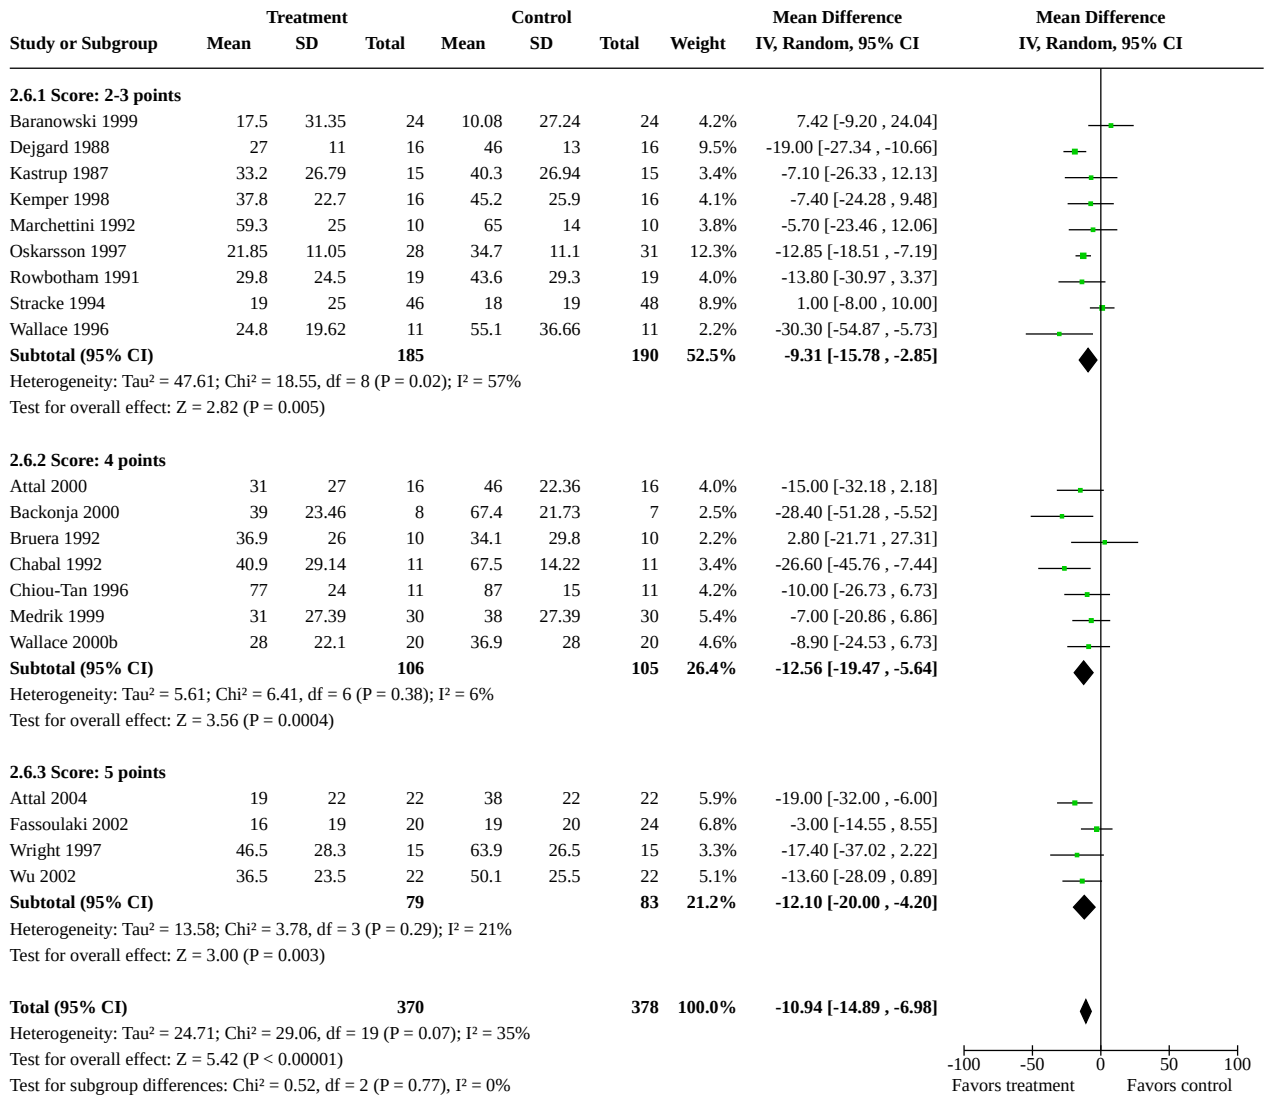 Treatment Control Mean Difference Mean Difference
Study or Subgroup Mean SD Total Mean SD Total Weight IV, Random, 95% CI IV, Random, 95% CI
2.6.1 Score: 2-3 points
Baranowski 1999 17.5 31.35 24 10.08 27.24 24 4.2% 7.42 [-9.20 , 24.04]
Dejgard 1988 27 11 16 46 13 16 9.5% -19.00 [-27.34 , -10.66]
Kastrup 1987 33.2 26.79 15 40.3 26.94 15 3.4% -7.10 [-26.33 , 12.13]
Kemper 1998 37.8 22.7 16 45.2 25.9 16 4.1% -7.40 [-24.28 , 9.48]
Marchettini 1992 59.3 25 10 65 14 10 3.8% -5.70 [-23.46 , 12.06]
Oskarsson 1997 21.85 11.05 28 34.7 11.1 31 12.3% -12.85 [-18.51 , -7.19]
Rowbotham 1991 29.8 24.5 19 43.6 29.3 19 4.0% -13.80 [-30.97 , 3.37]
Stracke 1994 19 25 46 18 19 48 8.9% 1.00 [-8.00 , 10.00]
Wallace 1996 24.8 19.62 11 55.1 36.66 11 2.2% -30.30 [-54.87 , -5.73]
Subtotal (95% CI) 185 190 52.5% -9.31 [-15.78 , -2.85]
Heterogeneity: Tau² = 47.61; Chi² = 18.55, df = 8 (P = 0.02); I² = 57%
Test for overall effect: Z = 2.82 (P = 0.005)
2.6.2 Score: 4 points
Attal 2000 31 27 16 46 22.36 16 4.0% -15.00 [-32.18 , 2.18]
Backonja 2000 39 23.46 8 67.4 21.73 7 2.5% -28.40 [-51.28 , -5.52]
Bruera 1992 36.9 26 10 34.1 29.8 10 2.2% 2.80 [-21.71 , 27.31]
Chabal 1992 40.9 29.14 11 67.5 14.22 11 3.4% -26.60 [-45.76 , -7.44]
Chiou-Tan 1996 77 24 11 87 15 11 4.2% -10.00 [-26.73 , 6.73]
Medrik 1999 31 27.39 30 38 27.39 30 5.4% -7.00 [-20.86 , 6.86]
Wallace 2000b 28 22.1 20 36.9 28 20 4.6% -8.90 [-24.53 , 6.73]
Subtotal (95% CI) 106 105 26.4% -12.56 [-19.47 , -5.64]
Heterogeneity: Tau² = 5.61; Chi² = 6.41, df = 6 (P = 0.38); I² = 6%
Test for overall effect: Z = 3.56 (P = 0.0004)
2.6.3 Score: 5 points
Attal 2004 19 22 22 38 22 22 5.9% -19.00 [-32.00 , -6.00]
Fassoulaki 2002 16 19 20 19 20 24 6.8% -3.00 [-14.55 , 8.55]
Wright 1997 46.5 28.3 15 63.9 26.5 15 3.3% -17.40 [-37.02 , 2.22]
Wu 2002 36.5 23.5 22 50.1 25.5 22 5.1% -13.60 [-28.09 , 0.89]
Subtotal (95% CI) 79 83 21.2% -12.10 [-20.00 , -4.20]
Heterogeneity: Tau² = 13.58; Chi² = 3.78, df = 3 (P = 0.29); I² = 21%
Test for overall effect: Z = 3.00 (P = 0.003)
Total (95% CI) 370 378 100.0% -10.94 [-14.89 , -6.98]
Heterogeneity: Tau² = 24.71; Chi² = 29.06, df = 19 (P = 0.07); I² = 35%
Test for overall effect: Z = 5.42 (P < 0.00001)
-100 -50 0 50 100
Test for subgroup differences: Chi² = 0.52, df = 2 (P = 0.77), I² = 0%
Favors treatment Favors control